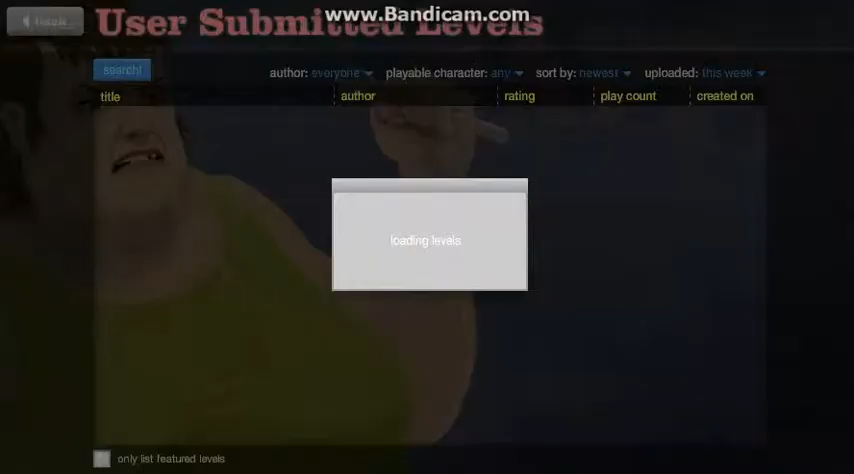 www.Bandicam.com
User Submitted Levels
search!
author: everyone playable character: any sort by: newest uploaded: this week
title author rating play count created on
loading levels
only list featured levels